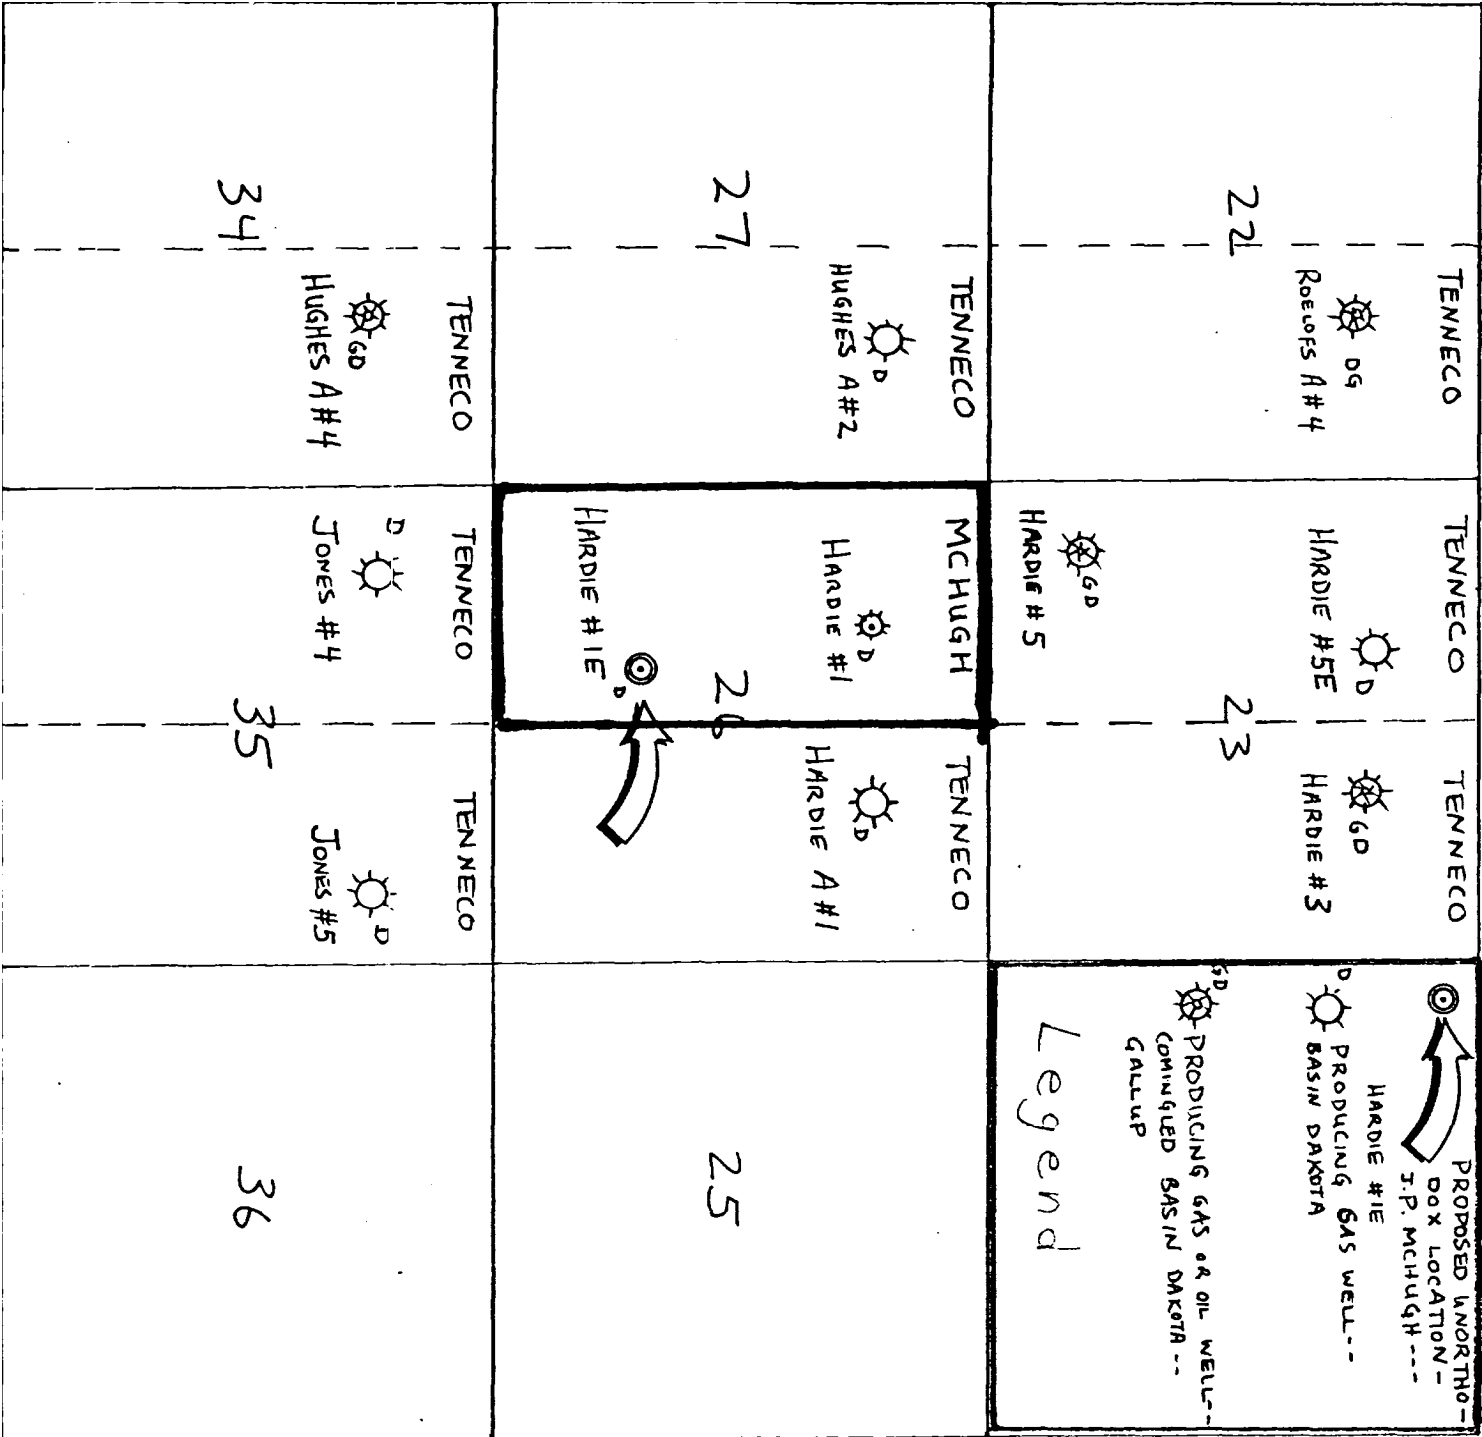 TENNECO
DG
ROELOFS A#4
22
TENNECO
D
HARDIE #5E
23
GD
HARDIE #5
TENNECO
GD
HARDIE #3
PROPOSED UNORTHO-
DOX LOCATION-
J.P. MCHUGH---
HARDIE #1E
D
PRODUCING GAS WELL--
BASIN DAKOTA
GD
PRODUCING GAS OR OIL WELL--
COMINGLED BASIN DAKOTA--
GALLUP
Legend
TENNECO
D
HUGHES A#2
27
MCHUGH
D
HARDIE #1
26
D
HARDIE #1E
TENNECO
D
HARDIE A#1
25
TENNECO
GD
HUGHES A#4
34
TENNECO
D
JONES #4
35
TENNECO
D
JONES #5
36